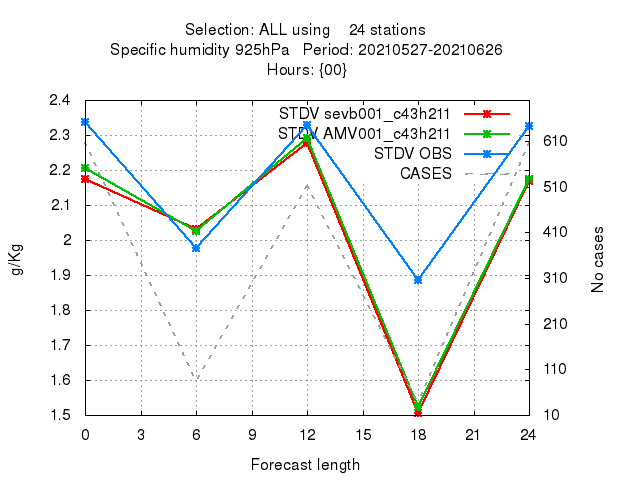 Selection: ALL using 24 stations
Specific humidity 925hPa Period: 20210527-20210626
Hours: {00}
STDV sevb001_c43h211
STDV AMV001_c43h211
STDV OBS
CASES
2.4
2.3
2.2
2.1
2
1.9
1.8
1.7
1.6
1.5
g/Kg
610
510
410
310
210
110
10
No cases
0 3 6 9 12 15 18 21 24
Forecast length